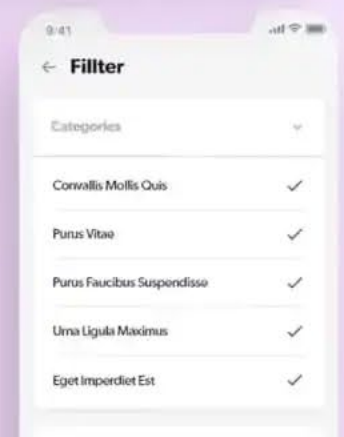 9:41
Fillter
Categories
Convallis Mollis Quis
Purus Vitae
Purus Faucibus Suspendisse
Urna Ligula Maximus
Eget Imperdiet Est